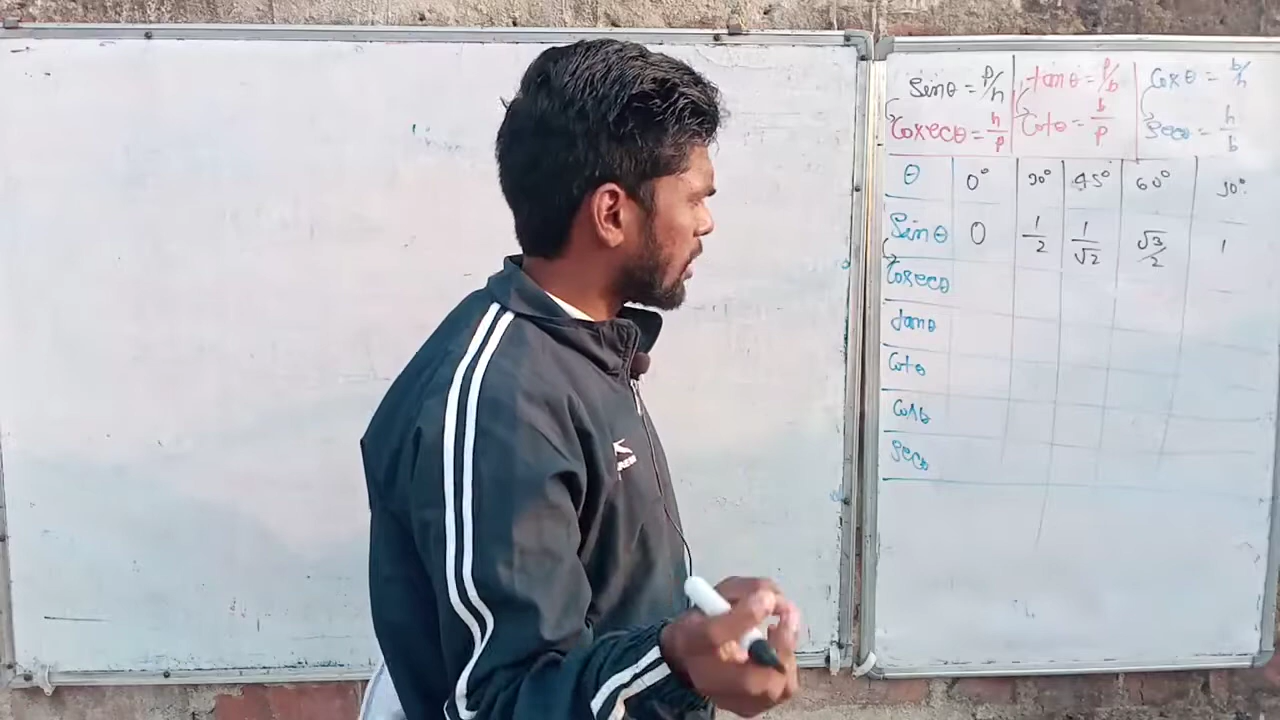 sinθ = P/h tanθ = P/b cosθ = b/h
cosecθ = h/p cotθ = b/p secθ = h/b
θ 0° 30° 45° 60° 90°
sinθ 0 1/2 1/√2 √3/2 1
cosecθ
tanθ
cotθ
cosθ
secθ